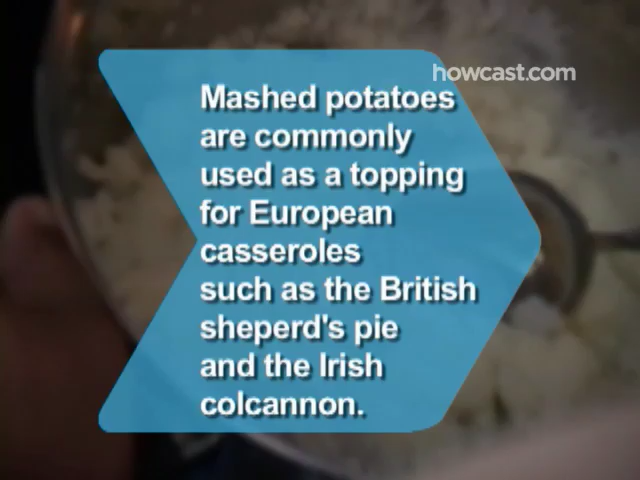 howcast.com
Mashed potatoes
are commonly
used as a topping
for European
casseroles
such as the British
sheperd's pie
and the Irish
colcannon.